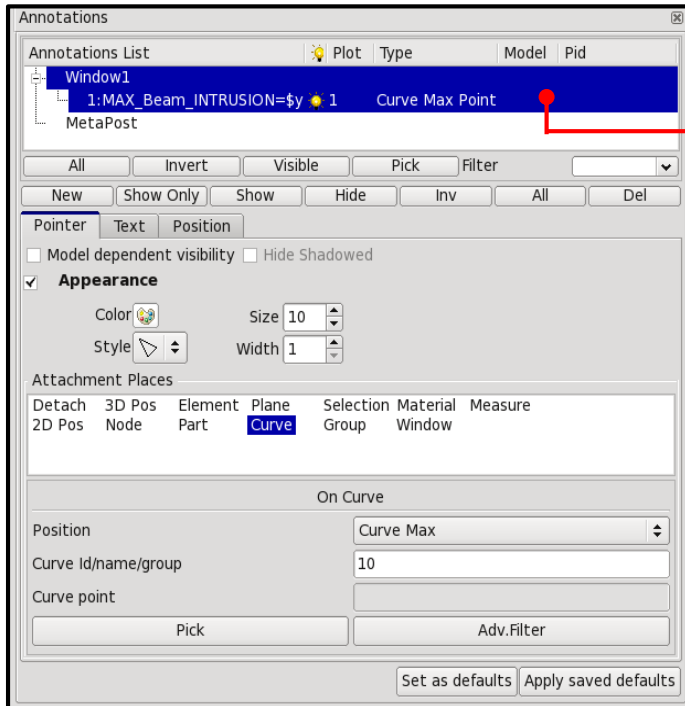 Annotations
Annotations List Plot Type Model Pid
Window1
1:MAX_Beam_INTRUSION=$y 1 Curve Max Point
MetaPost
All Invert Visible Pick Filter
New Show Only Show Hide Inv All Del
Pointer Text Position
Model dependent visibility Hide Shadowed
Appearance
Color Size 10
Style Width 1
Attachment Places
Detach 3D Pos Element Plane Selection Material Measure
2D Pos Node Part Curve Group Window
On Curve
Position Curve Max
Curve Id/name/group 10
Curve point
Pick Adv.Filter
Set as defaults Apply saved defaults